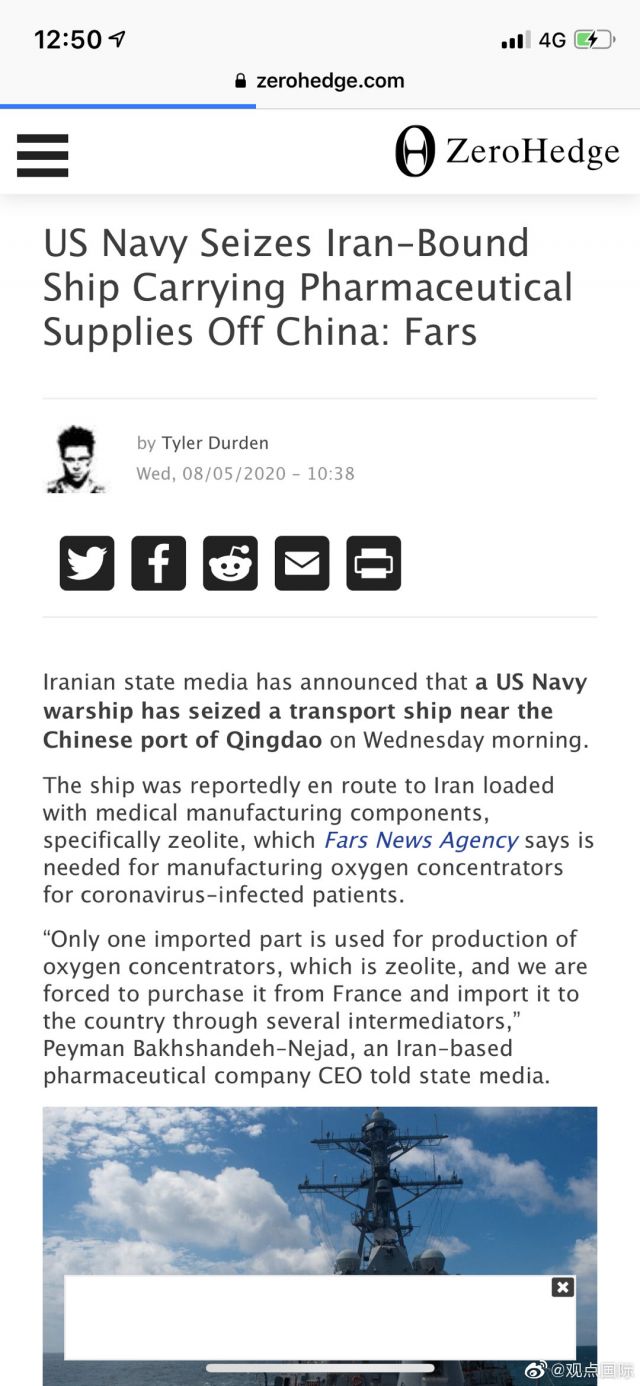 12:50
4G
zerohedge.com
ZeroHedge
US Navy Seizes Iran-Bound
Ship Carrying Pharmaceutical
Supplies Off China: Fars
by Tyler Durden
Wed, 08/05/2020 - 10:38
Iranian state media has announced that a US Navy
warship has seized a transport ship near the
Chinese port of Qingdao on Wednesday morning.
The ship was reportedly en route to Iran loaded
with medical manufacturing components,
specifically zeolite, which Fars News Agency says is
needed for manufacturing oxygen concentrators
for coronavirus-infected patients.
“Only one imported part is used for production of
oxygen concentrators, which is zeolite, and we are
forced to purchase it from France and import it to
the country through several intermediators,”
Peyman Bakhshandeh-Nejad, an Iran-based
pharmaceutical company CEO told state media.
@观点国际